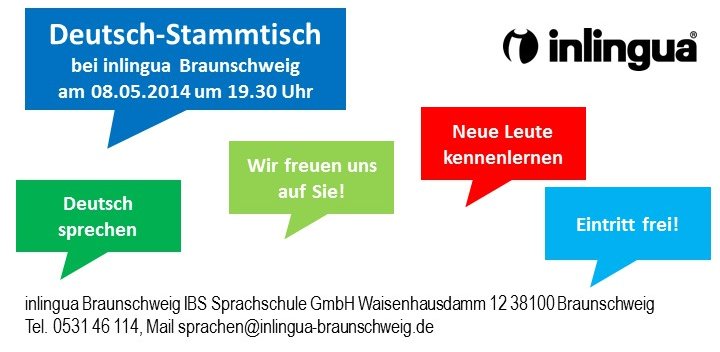 Deutsch-Stammtisch
bei inlingua Braunschweig
am 08.05.2014 um 19.30 Uhr
inlingua®
Neue Leute
kennenlernen
Wir freuen uns
auf Sie!
Deutsch
sprechen
Eintritt frei!
inlingua Braunschweig IBS Sprachschule GmbH Waisenhausdamm 12 38100 Braunschweig
Tel. 0531 46 114, Mail sprachen@inlingua-braunschweig.de